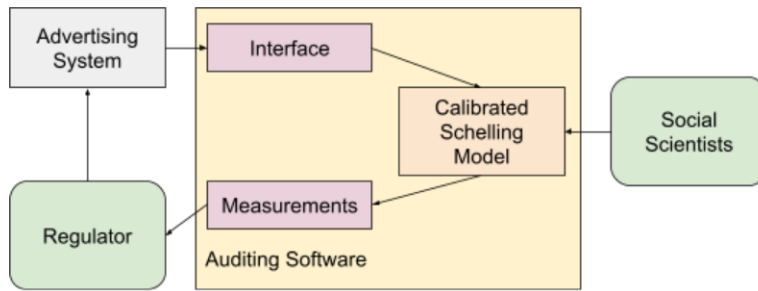 Advertising
System
Interface
Calibrated
Schelling
Model
Social
Scientists
Measurements
Regulator
Auditing Software